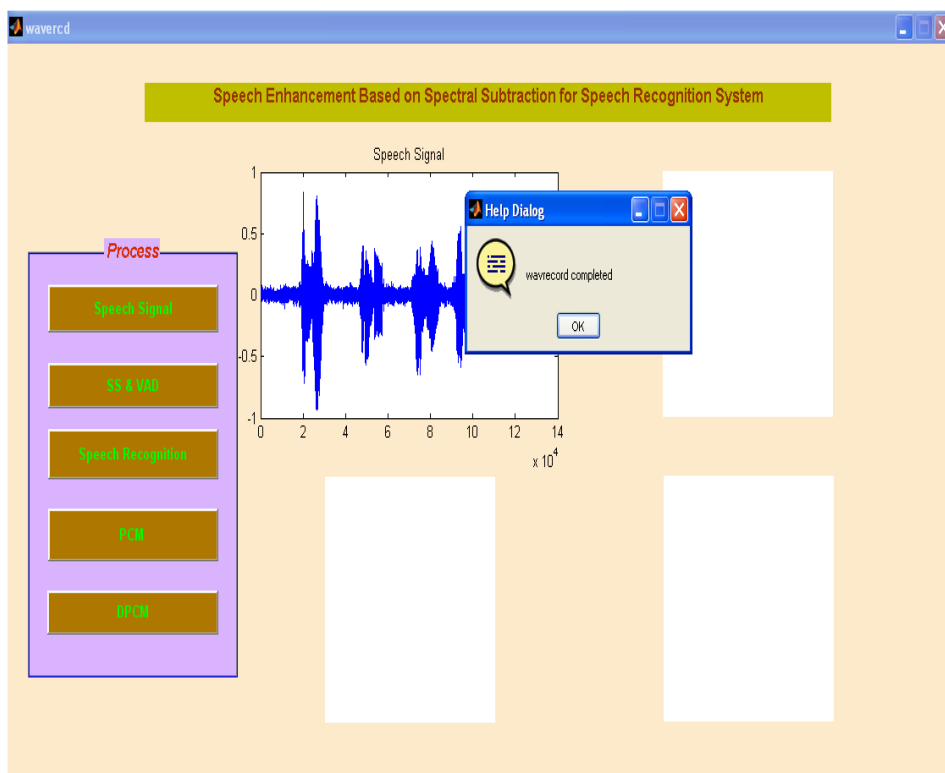 wavercd
Speech Enhancement Based on Spectral Subtraction for Speech Recognition System
Speech Signal
1
0.5
0
-0.5
-1
0 2 4 6 8 10 12 14
x 10^4
Help Dialog
wavrecord completed
OK
Process
Speech Signal
SS & VAD
Speech Recognition
PCM
DPCM